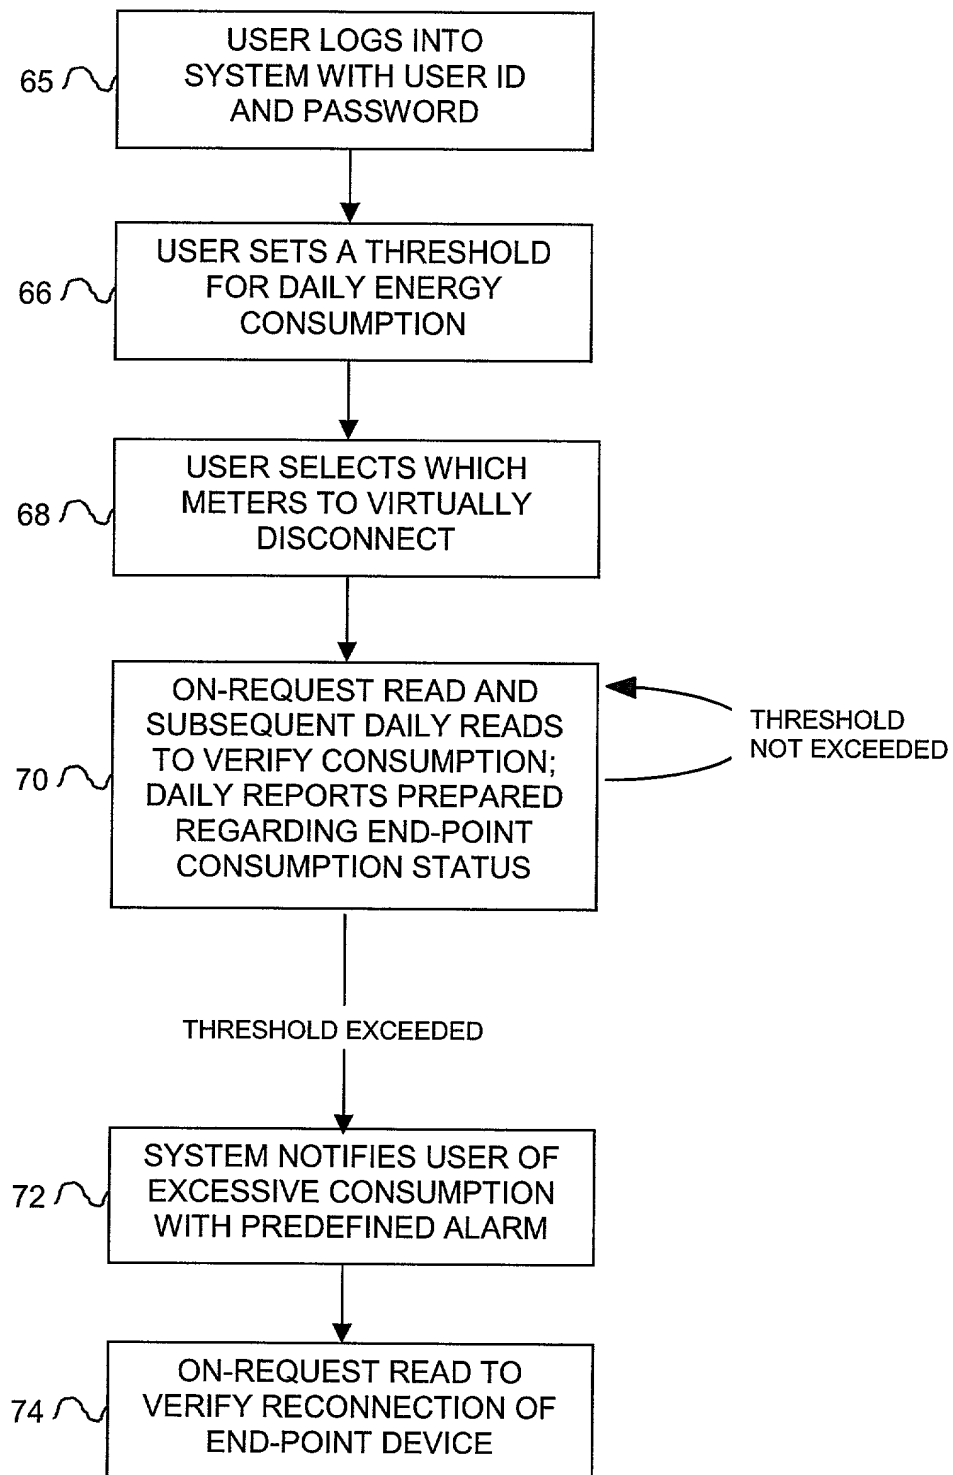 65
USER LOGS INTO
SYSTEM WITH USER ID
AND PASSWORD
66
USER SETS A THRESHOLD
FOR DAILY ENERGY
CONSUMPTION
68
USER SELECTS WHICH
METERS TO VIRTUALLY
DISCONNECT
70
ON-REQUEST READ AND
SUBSEQUENT DAILY READS
TO VERIFY CONSUMPTION;
DAILY REPORTS PREPARED
REGARDING END-POINT
CONSUMPTION STATUS
THRESHOLD
NOT EXCEEDED
THRESHOLD EXCEEDED
72
SYSTEM NOTIFIES USER OF
EXCESSIVE CONSUMPTION
WITH PREDEFINED ALARM
74
ON-REQUEST READ TO
VERIFY RECONNECTION OF
END-POINT DEVICE